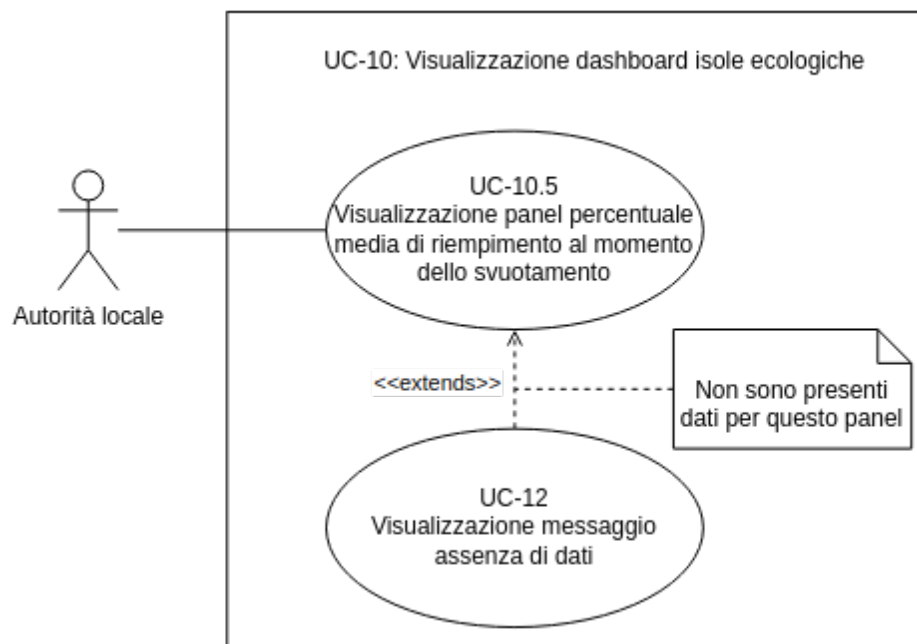 UC-10: Visualizzazione dashboard isole ecologiche
UC-10.5
Visualizzazione panel percentuale
media di riempimento al momento
dello svuotamento
Autorità locale
<<extends>>
Non sono presenti
dati per questo panel
UC-12
Visualizzazione messaggio
assenza di dati